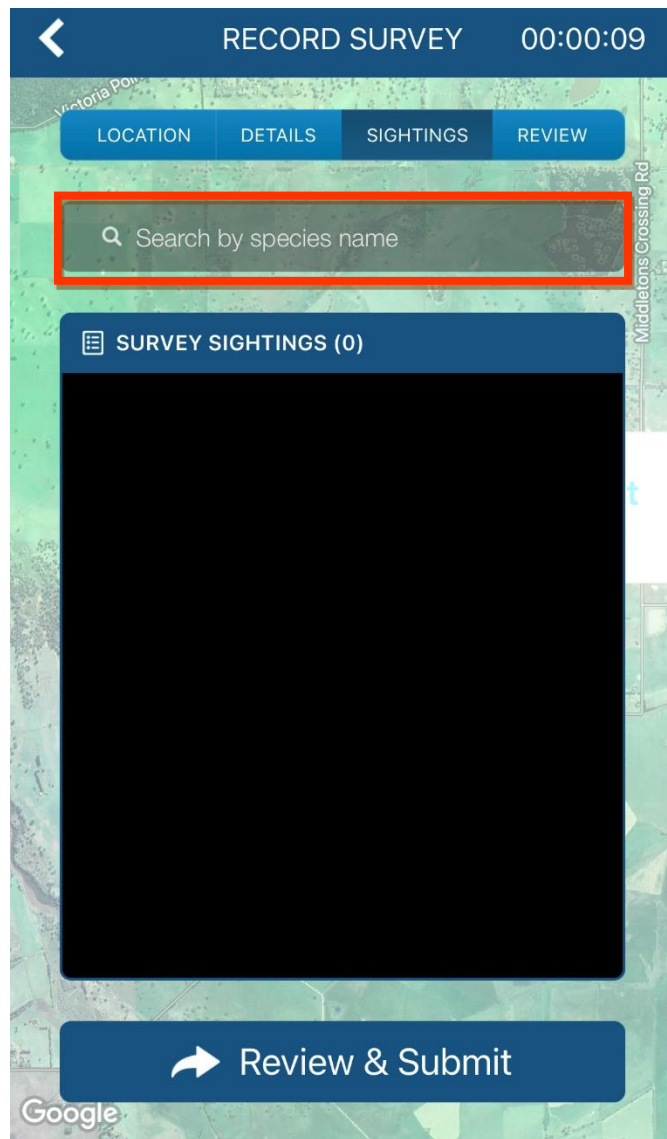 RECORD SURVEY 00:00:09
Victoria
LOCATION DETAILS SIGHTINGS REVIEW
Middletons Crossing Rd
Search by species name
SURVEY SIGHTINGS (0)
t
Review & Submit
Google